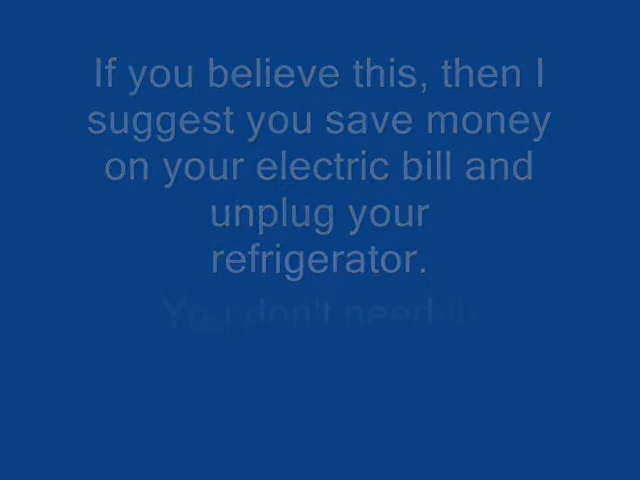 If you believe this, then I
suggest you save money
on your electric bill and
unplug your
refrigerator.
You don't need it